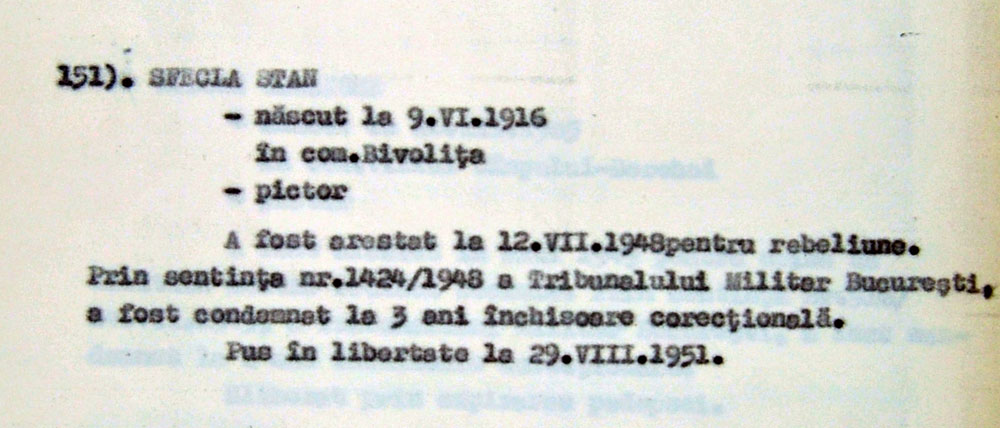 151). SFECLA STAN
- născut la 9.VI.1916
în com.Bivolița
- pictor
A fost arestat la 12.VII.1948pentru rebeliune.
Prin sentința nr.1424/1948 a Tribunalului Militar București,
a fost condamnat la 3 ani închisoare corecțională.
Pus în libertate la 29.VIII.1951.